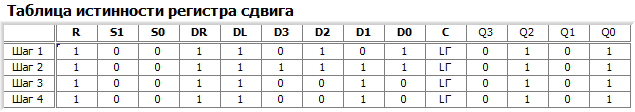 Таблица истинности регистра сдвига
R S1 S0 DR DL D3 D2 D1 D0 C Q3 Q2 Q1 Q0
Шаг 1 1 0 0 1 1 0 1 0 1 LГ 0 1 0 1
Шаг 2 1 0 0 1 1 1 1 1 1 LГ 0 1 0 1
Шаг 3 1 0 0 1 1 0 0 1 0 LГ 0 1 0 1
Шаг 4 1 0 0 1 1 0 1 1 0 LГ 0 1 0 1